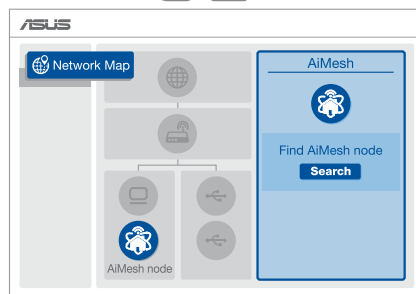 ASUS
Network Map
AiMesh
Find AiMesh node
Search
AiMesh node